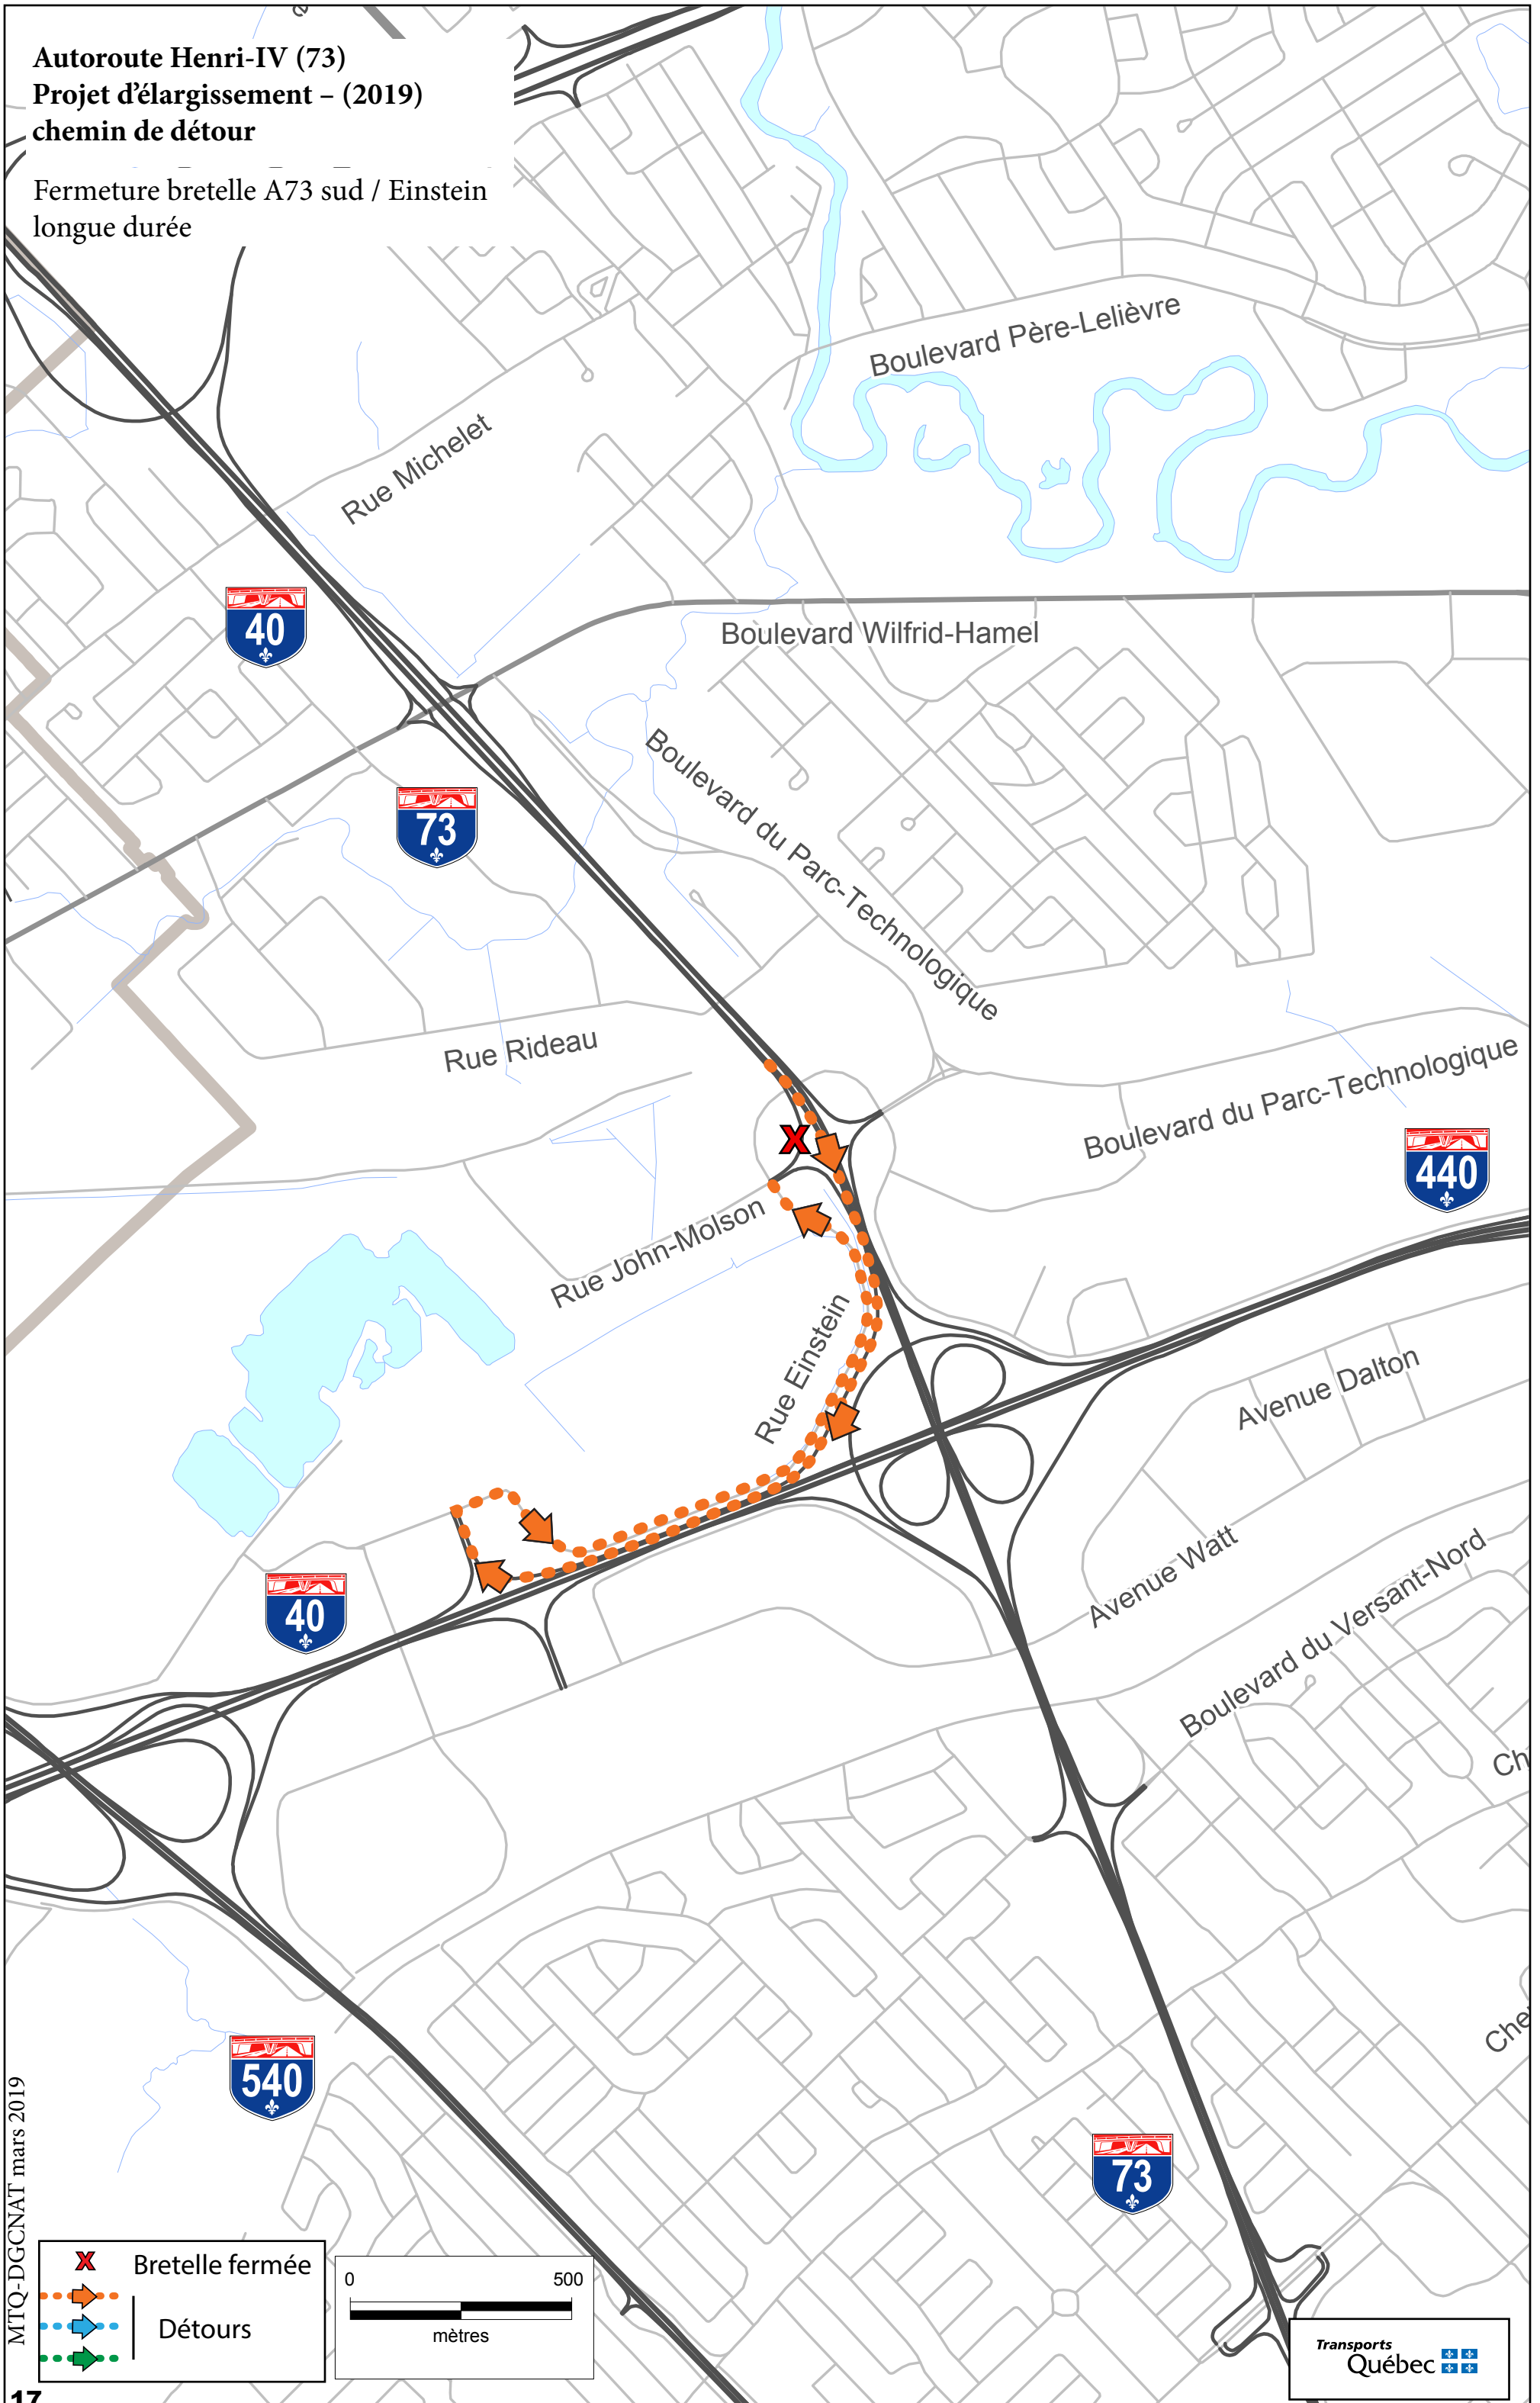 Autoroute Henri-IV (73)
Projet d'élargissement – (2019)
chemin de détour
Fermeture bretelle A73 sud / Einstein
longue durée
Boulevard Père-Lelièvre
Rue Michelet
40
Boulevard Wilfrid-Hamel
Boulevard du Parc-Technologique
73
Rue Rideau
Boulevard du Parc-Technologique
X
440
Rue John-Molson
Rue Einstein
Avenue Dalton
Avenue Watt
Boulevard du Versant-Nord
40
Ch
Che
540
73
MTQ-DGCNAT mars 2019
X Bretelle fermée
Détours
0 500
mètres
Transports
Québec
17